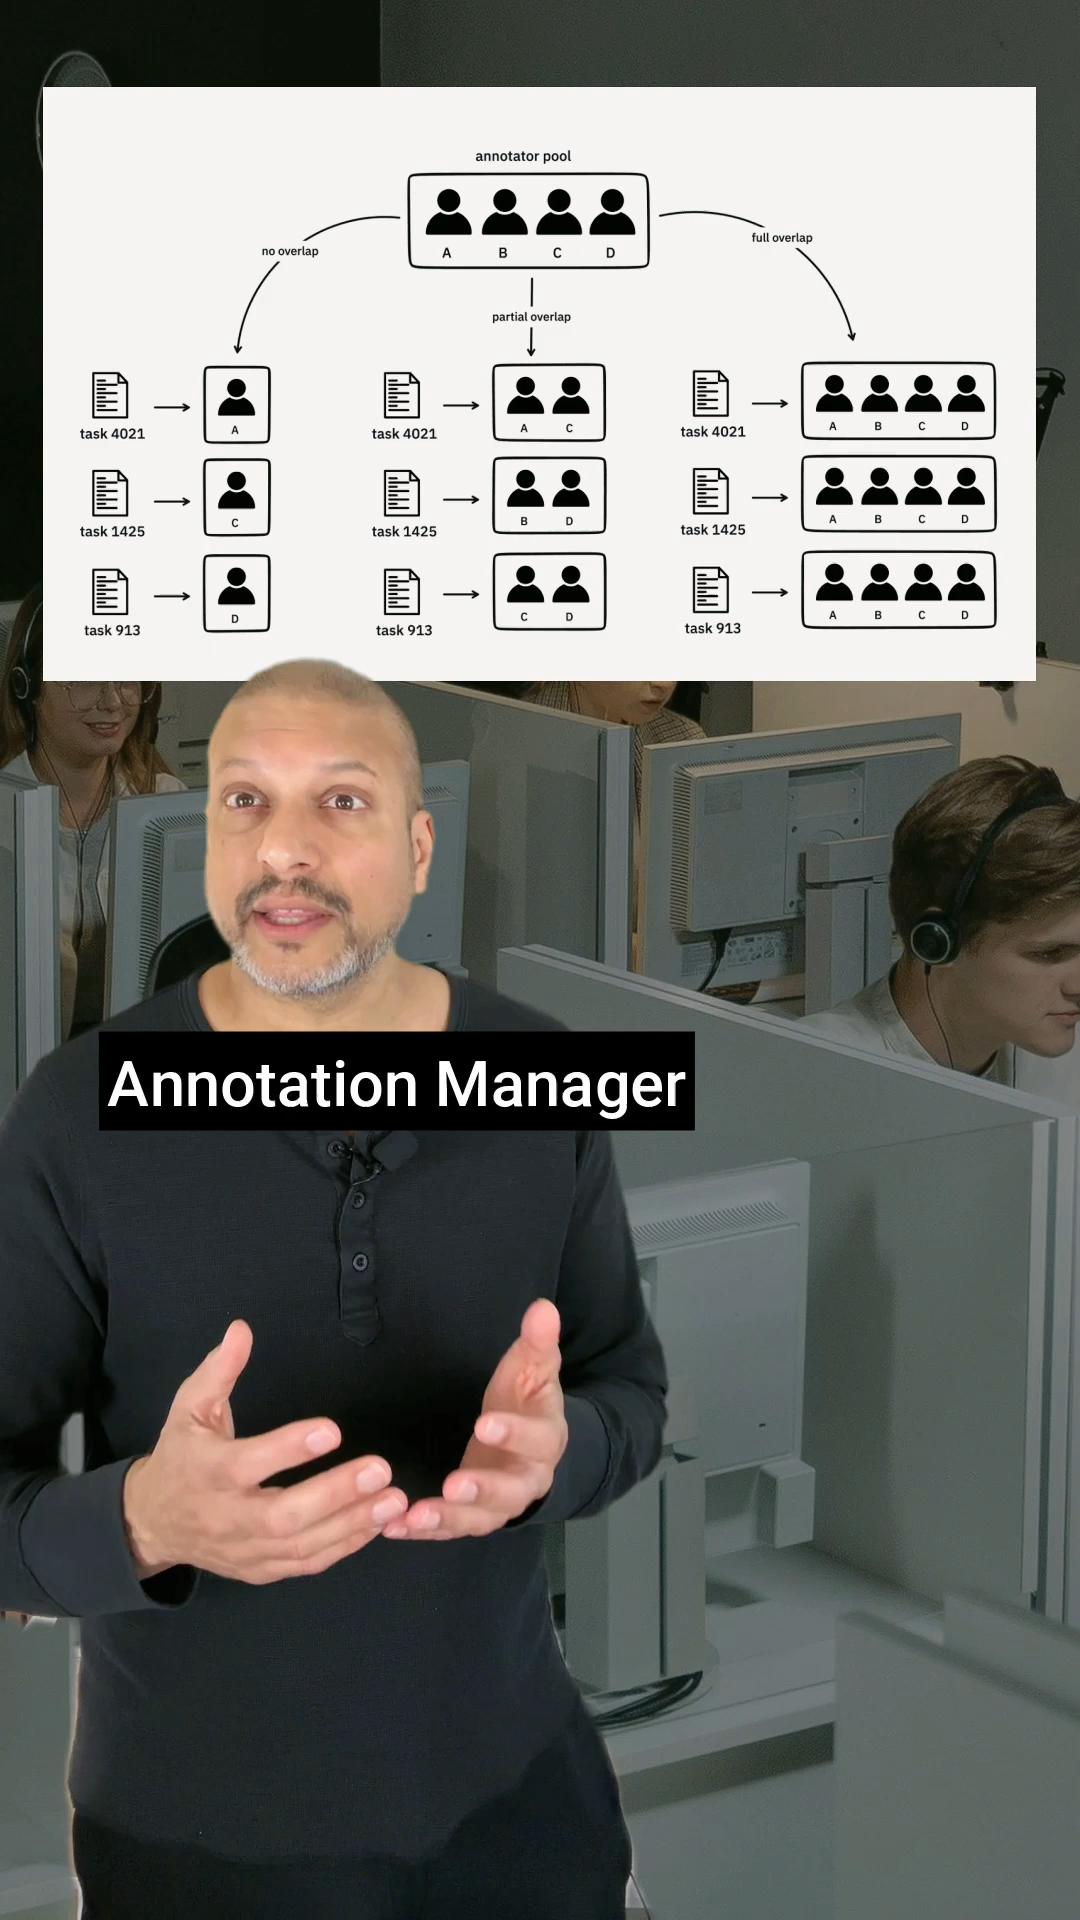 annotator pool
A B C D
no overlap
partial overlap
full overlap
A
task 4021
C
task 1425
D
task 913
A C
task 4021
B D
task 1425
C D
task 913
A B C D
task 4021
A B C D
task 1425
A B C D
task 913
Annotation Manager